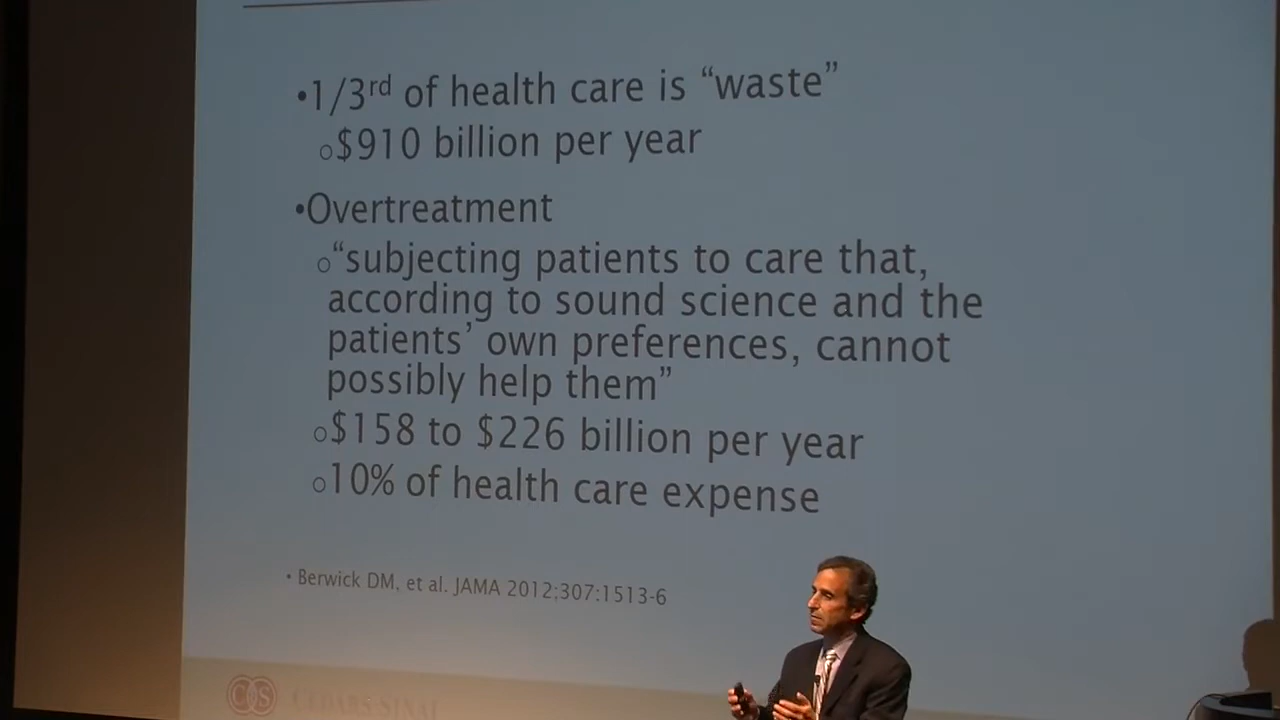 •1/3rd of health care is “waste”
○$910 billion per year
•Overtreatment
○“subjecting patients to care that,
according to sound science and the
patients’ own preferences, cannot
possibly help them”
○$158 to $226 billion per year
○10% of health care expense
• Berwick DM, et al. JAMA 2012;307:1513-6
CEDARS SINAI